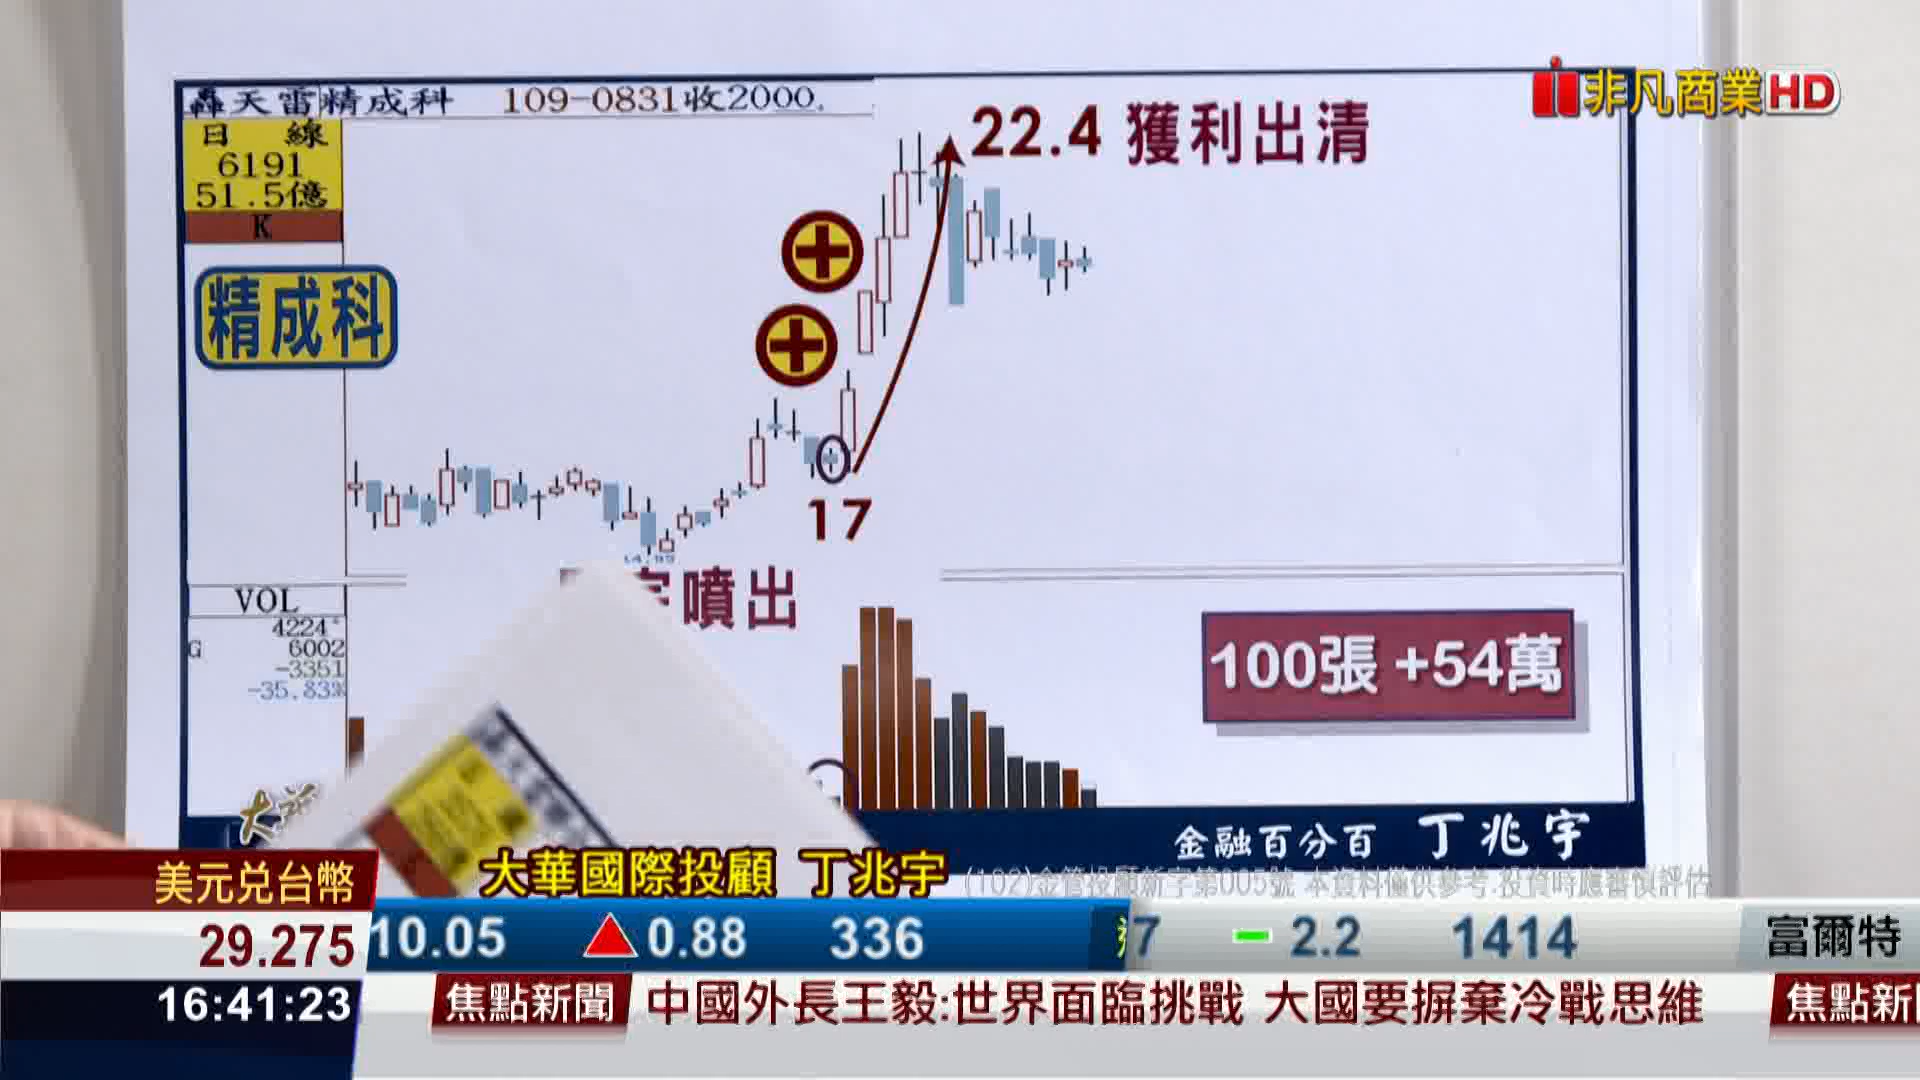 轟天雷精成科 109-0831收2000.
非凡商業HD
日 線
6191
51.5億
K
22.4 獲利出清
精成科
17
14.95
噴出
VOL
4224
G 6002
-3351
-35.83%
100張 +54萬
金融百分百 丁兆宇
大華國際投顧 丁兆宇
(102)金管投顧新字第005號 本資料僅供參考.投資時應審慎評估
美元兌台幣
29.275
10.05 0.88 336 7 2.2 1414 富爾特
16:41:23
焦點新聞 中國外長王毅:世界面臨挑戰 大國要摒棄冷戰思維 焦點新